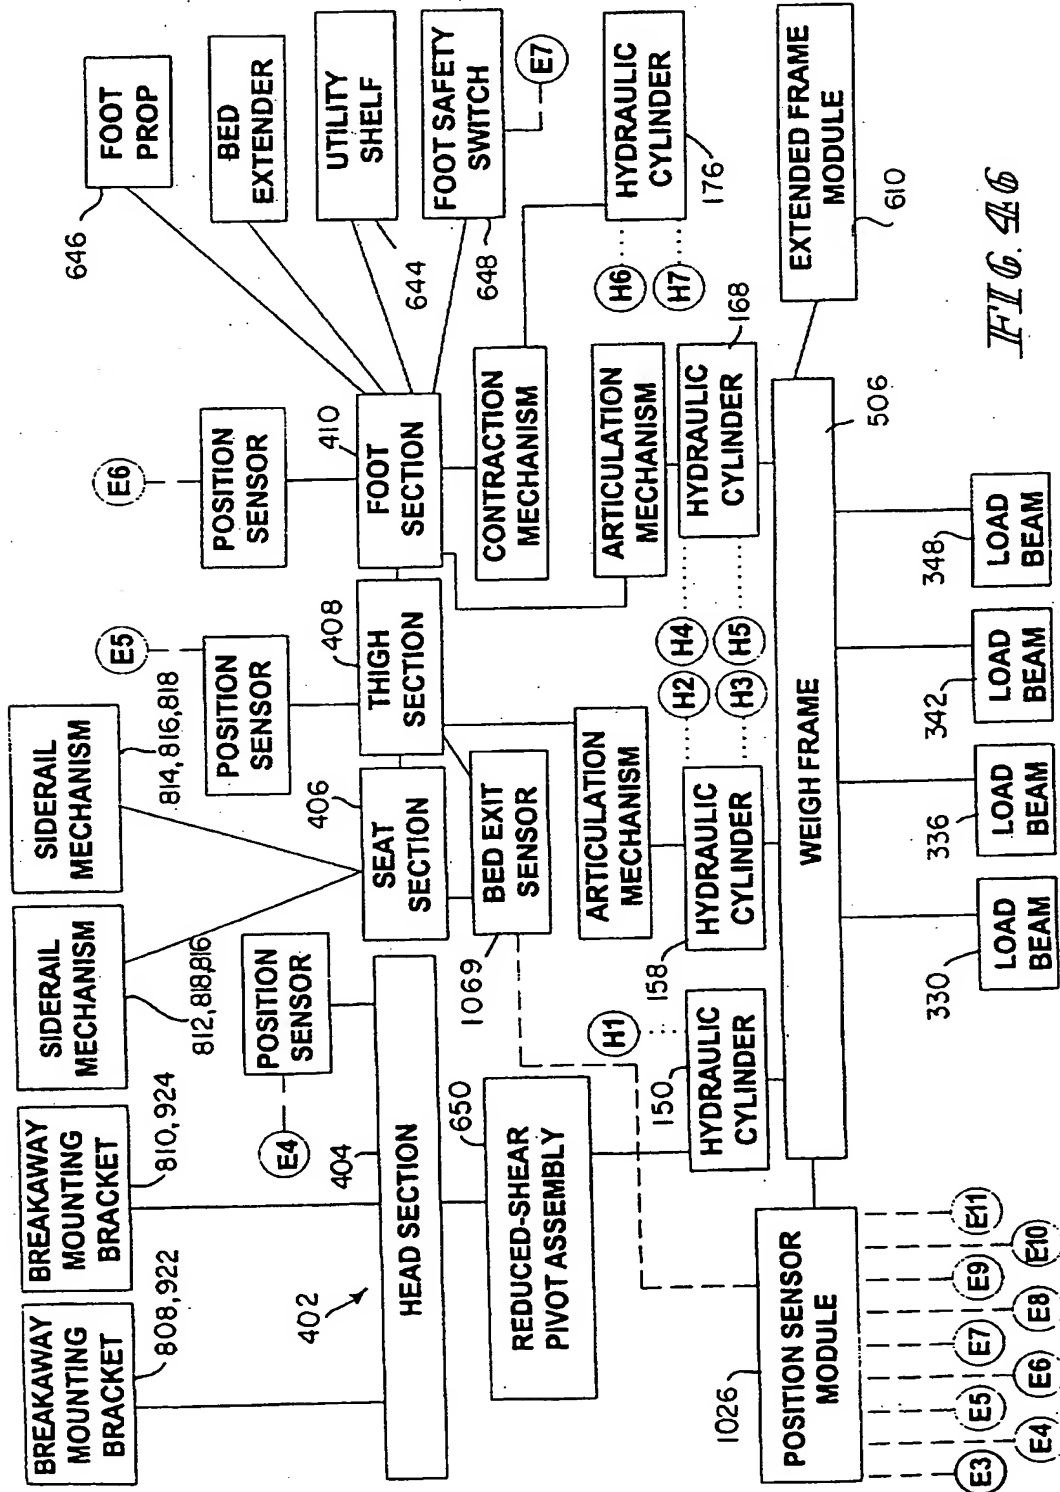 BREAKAWAY
MOUNTING
BRACKET
808,922
BREAKAWAY
MOUNTING
BRACKET
810,924
SIDERAIL
MECHANISM
812,818,816
SIDERAIL
MECHANISM
814,816,818
FOOT
PROP
646
BED
EXTENDER
UTILITY
SHELF
644
FOOT SAFETY
SWITCH
648
E7
E4
POSITION
SENSOR
E5
POSITION
SENSOR
E6
POSITION
SENSOR
402
404
HEAD SECTION
406
SEAT
SECTION
408
THIGH
SECTION
410
FOOT
SECTION
650
REDUCED-SHEAR
PIVOT ASSEMBLY
1069
BED EXIT
SENSOR
CONTRACTION
MECHANISM
HYDRAULIC
CYLINDER
176
H6
H7
ARTICULATION
MECHANISM
ARTICULATION
MECHANISM
H1
150
HYDRAULIC
CYLINDER
158
HYDRAULIC
CYLINDER
H2
H4
H3
H5
168
HYDRAULIC
CYLINDER
1026
POSITION SENSOR
MODULE
WEIGH FRAME
506
EXTENDED FRAME
MODULE
610
E3
E4
E5
E6
E7
E8
E9
E10
E11
330
LOAD
BEAM
336
LOAD
BEAM
342
LOAD
BEAM
348
LOAD
BEAM
FIG. 46